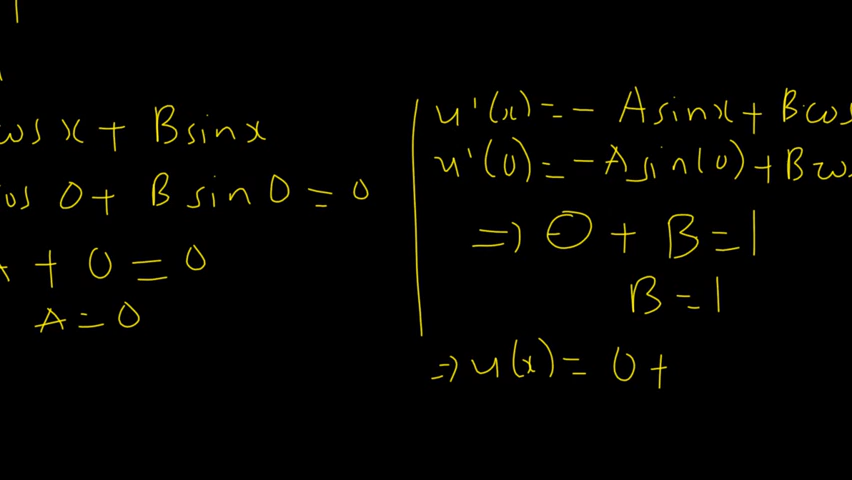 cos x + B sin x
cos 0 + B sin 0 = 0
A + 0 = 0
A = 0
u'(x) = - A sin x + B cos
u'(0) = - A sin(0) + B cos
⇒ 0 + B = 1
B = 1
⇒ u(x) = 0 +